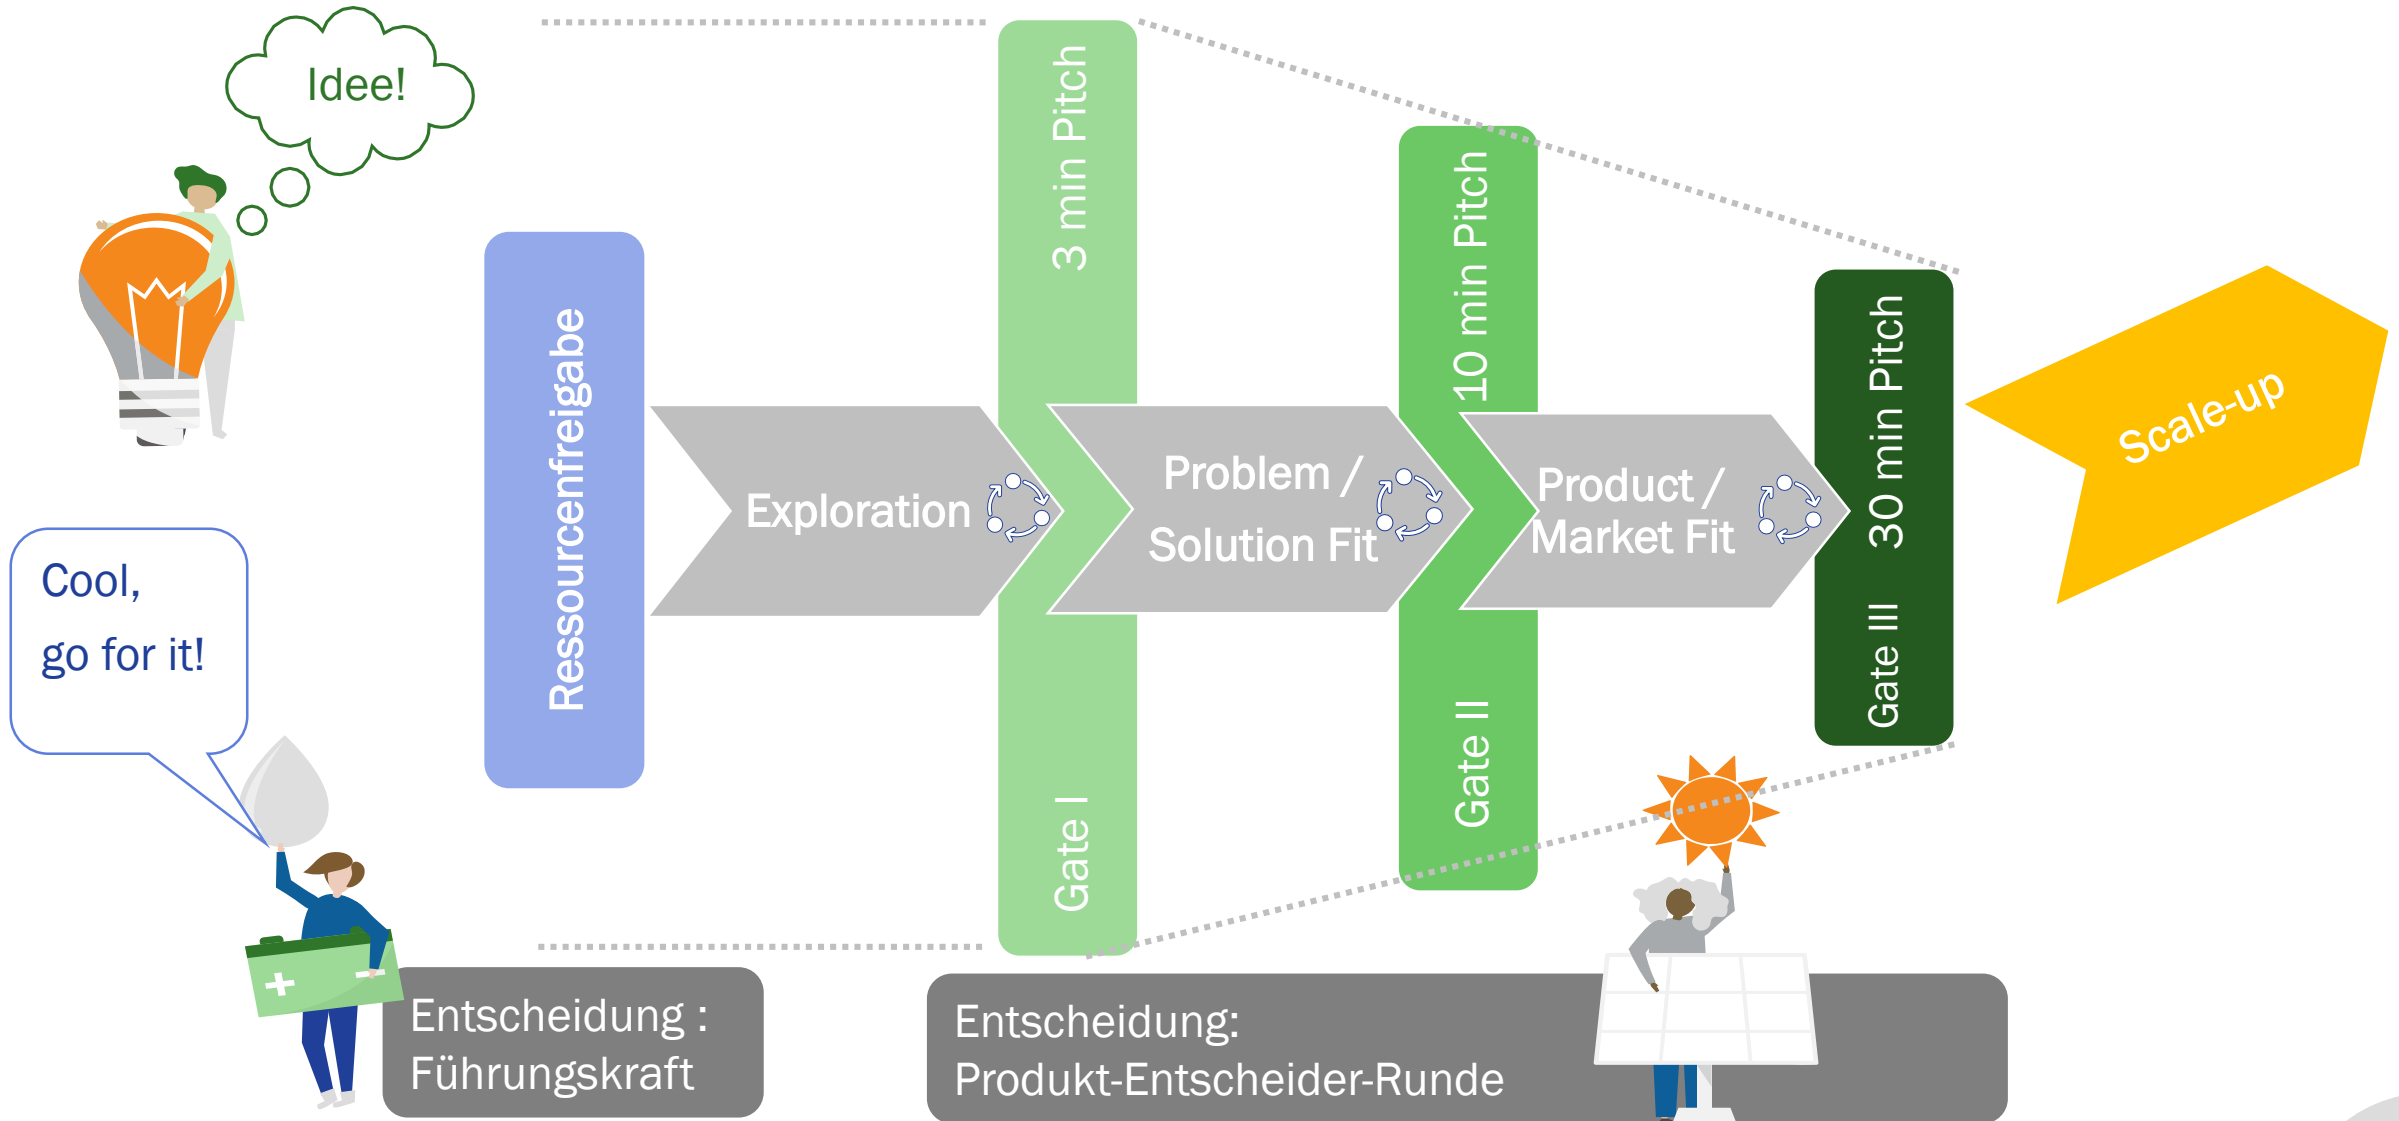 Idee!
Cool,
go for it!
Ressourcenfreigabe
Exploration
3 min Pitch
Gate I
Problem /
Solution Fit
10 min Pitch
Gate II
Product /
Market Fit
30 min Pitch
Gate III
Scale-up
Entscheidung :
Führungskraft
Entscheidung:
Produkt-Entscheider-Runde